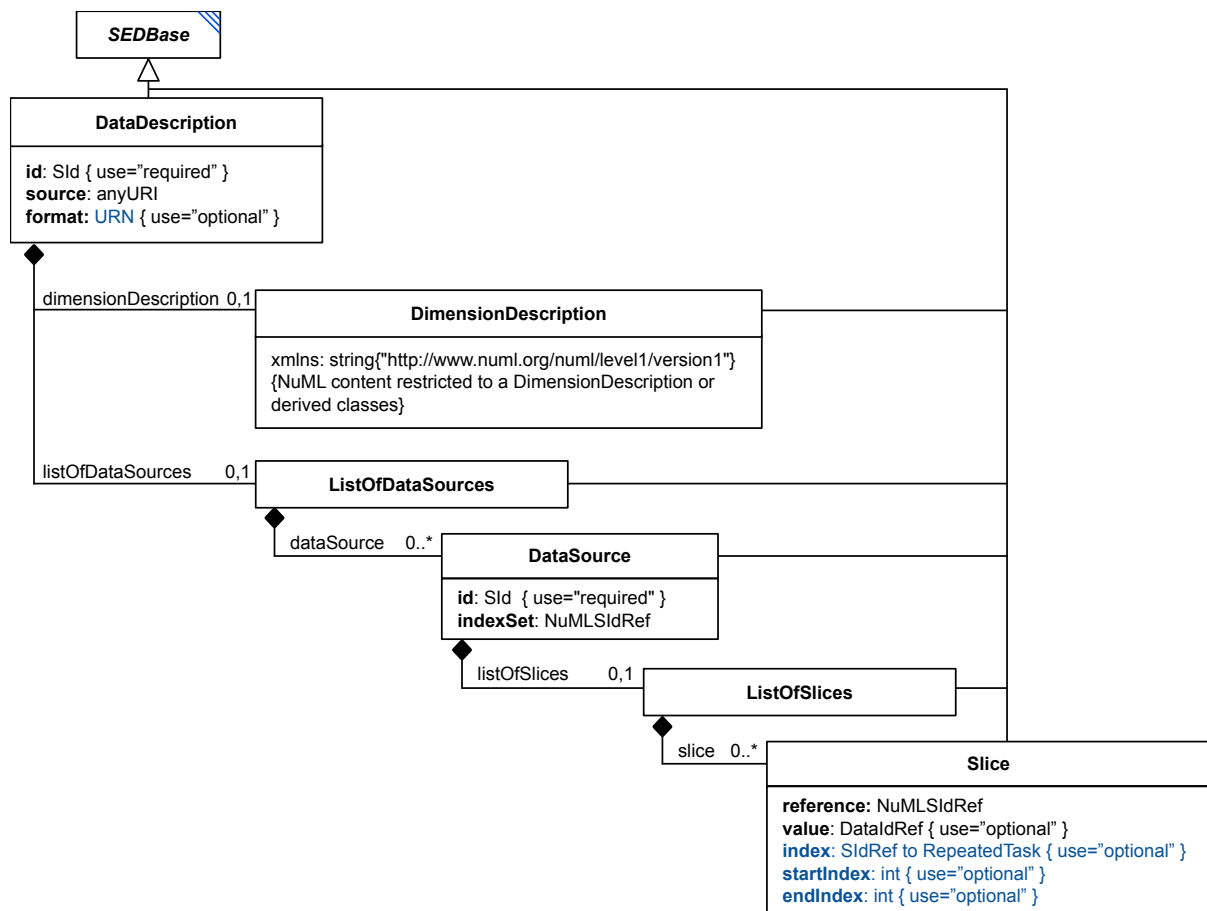 SEDBase
DataDescription
id: SId { use=”required” }
source: anyURI
format: URN { use=”optional” }
dimensionDescription 0,1
DimensionDescription
xmlns: string{"http://www.numl.org/numl/level1/version1"}
{NuML content restricted to a DimensionDescription or
derived classes}
listOfDataSources 0,1
ListOfDataSources
dataSource 0..*
DataSource
id: SId { use="required" }
indexSet: NuMLSIdRef
listOfSlices 0,1
ListOfSlices
slice 0..*
Slice
reference: NuMLSIdRef
value: DataIdRef { use=”optional” }
index: SIdRef to RepeatedTask { use=”optional” }
startIndex: int { use=”optional” }
endIndex: int { use=”optional” }